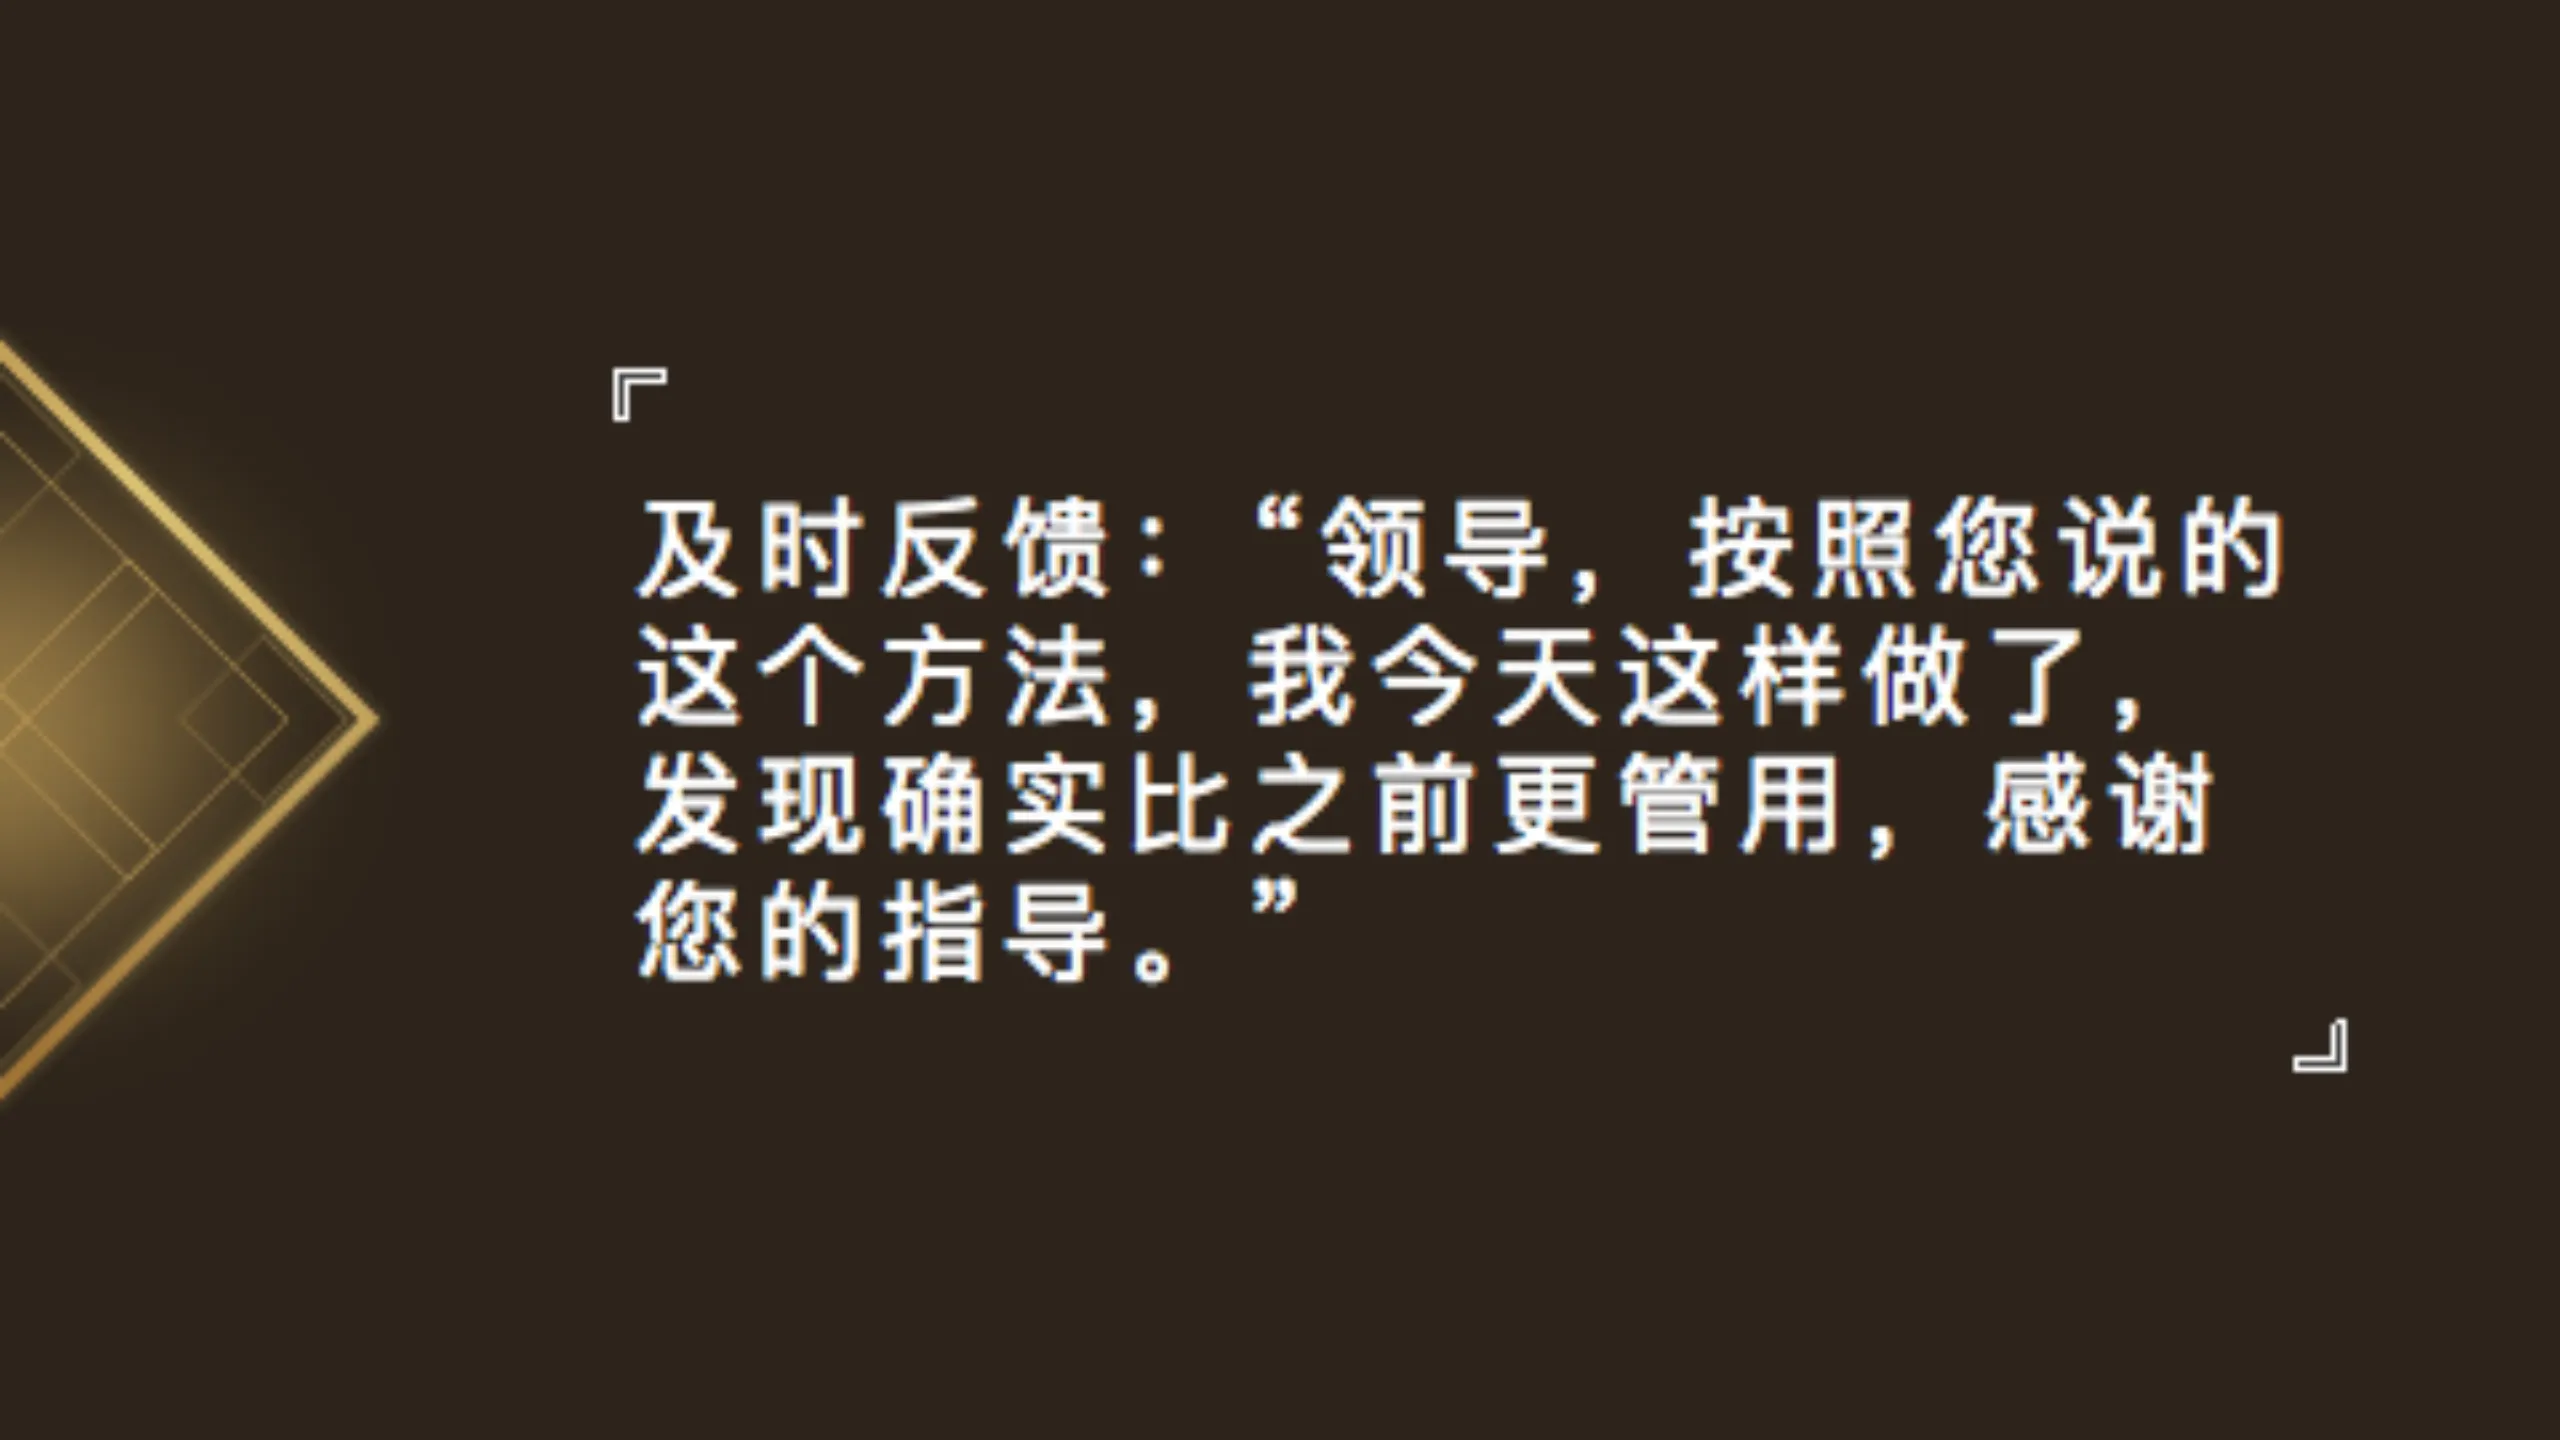 『
及时反馈：“领导，按照您说的
这个方法，我今天这样做了，
发现确实比之前更管用，感谢
您的指导。”
』